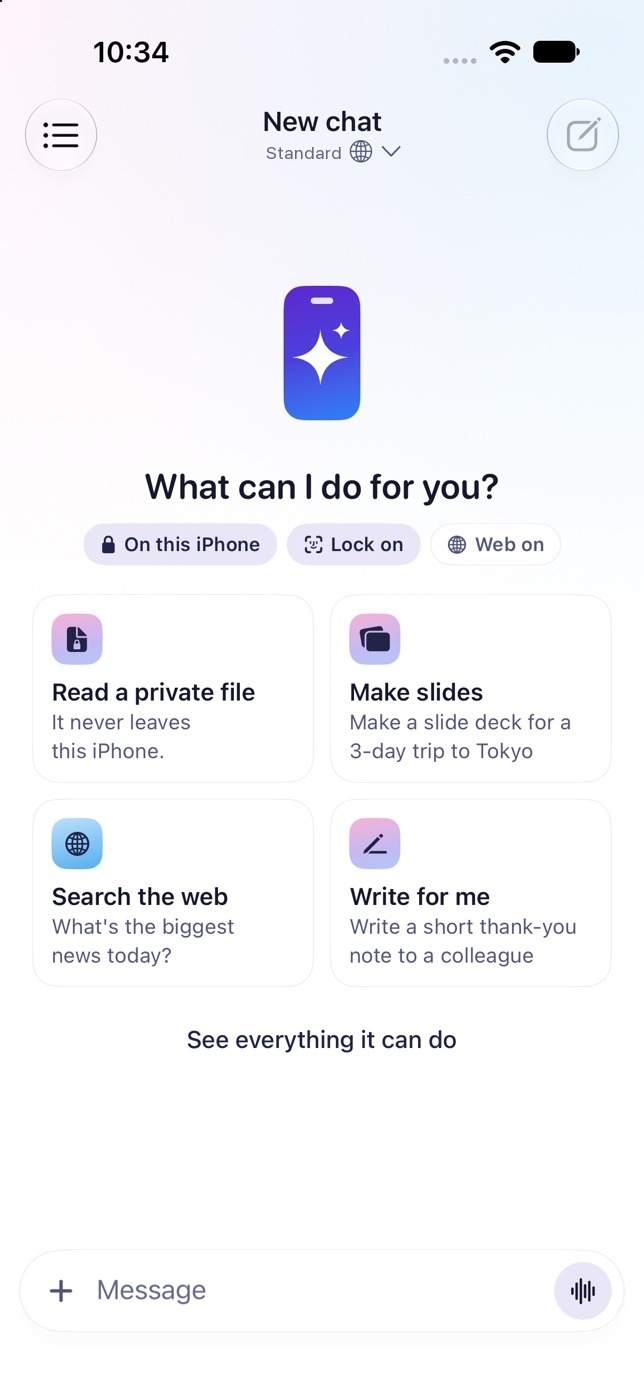 10:34
New chat
Standard
What can I do for you?
On this iPhone
Lock on
Web on
Read a private file
It never leaves
this iPhone.
Make slides
Make a slide deck for a
3-day trip to Tokyo
Search the web
What's the biggest
news today?
Write for me
Write a short thank-you
note to a colleague
See everything it can do
Message